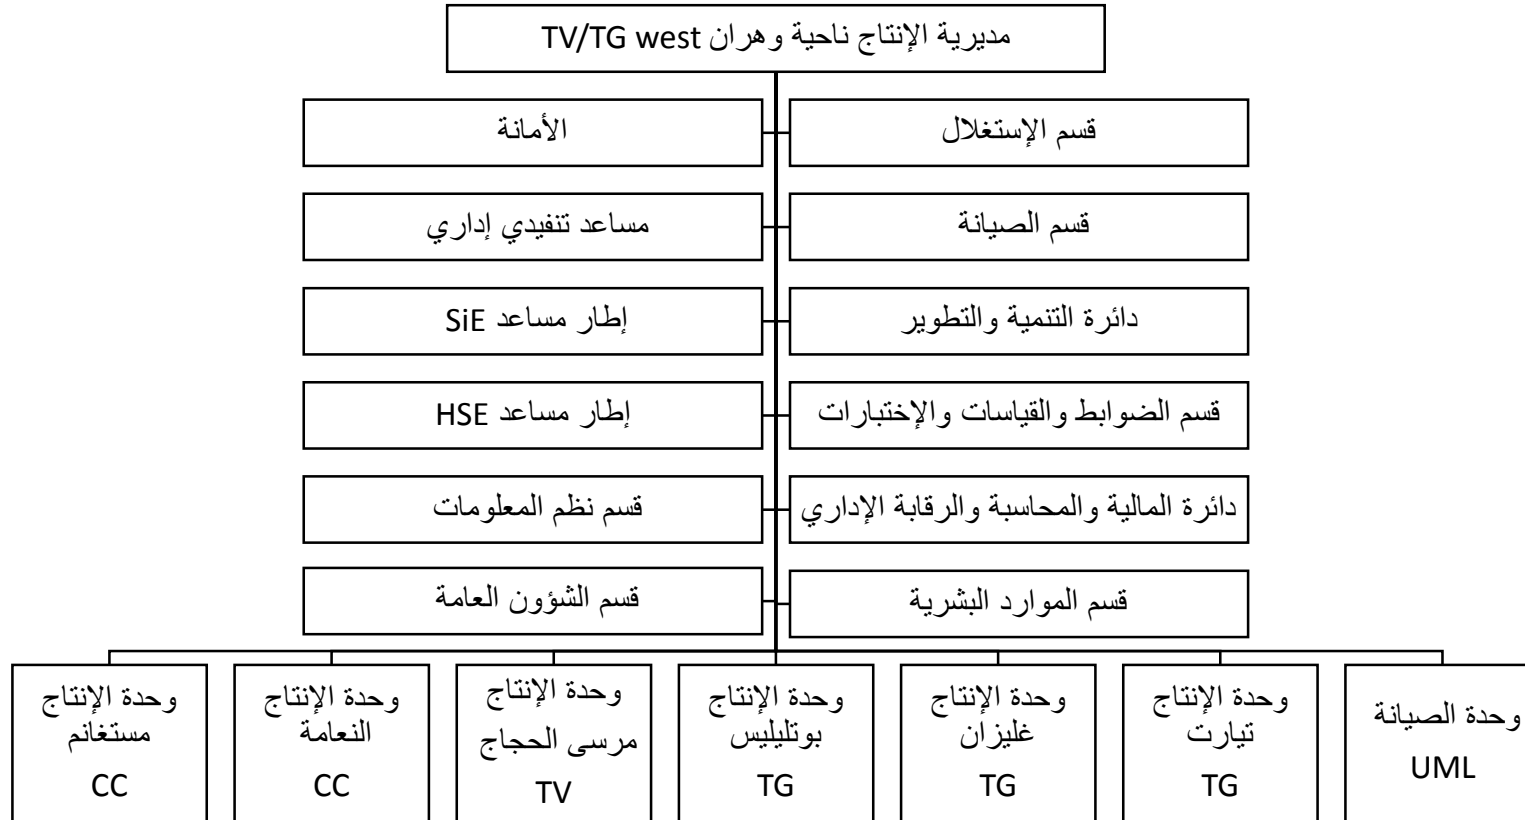 مديرية الإنتاج ناحية وهران TV/TG west
قسم الإستغلال
الأمانة
قسم الصيانة
مساعد تنفيدي إداري
دائرة التنمية والتطوير
إطار مساعد SiE
قسم الضوابط والقياسات والإختبارات
إطار مساعد HSE
دائرة المالية والمحاسبة والرقابة الإداري
قسم نظم المعلومات
قسم الموارد البشرية
قسم الشؤون العامة
وحدة الصيانة
UML
وحدة الإنتاج
تيارت
TG
وحدة الإنتاج
غليزان
TG
وحدة الإنتاج
بوتليليس
TG
وحدة الإنتاج
مرسى الحجاج
TV
وحدة الإنتاج
النعامة
CC
وحدة الإنتاج
مستغانم
CC